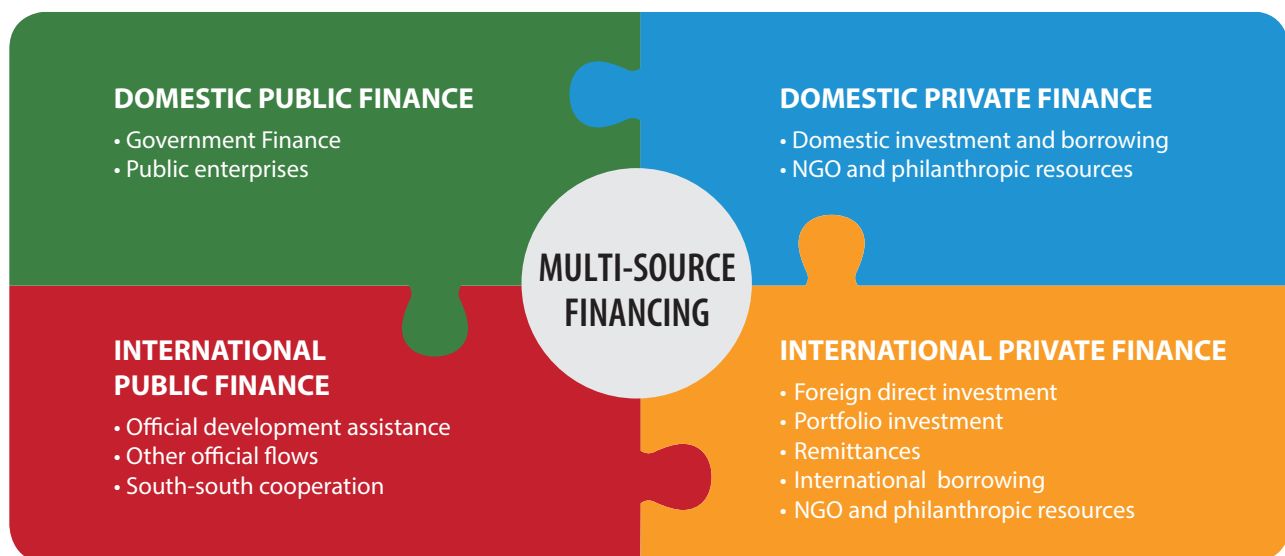 DOMESTIC PUBLIC FINANCE
• Government Finance
• Public enterprises
DOMESTIC PRIVATE FINANCE
• Domestic investment and borrowing
• NGO and philanthropic resources
MULTI-SOURCE
FINANCING
INTERNATIONAL
PUBLIC FINANCE
• Official development assistance
• Other official flows
• South-south cooperation
INTERNATIONAL PRIVATE FINANCE
• Foreign direct investment
• Portfolio investment
• Remittances
• International borrowing
• NGO and philanthropic resources